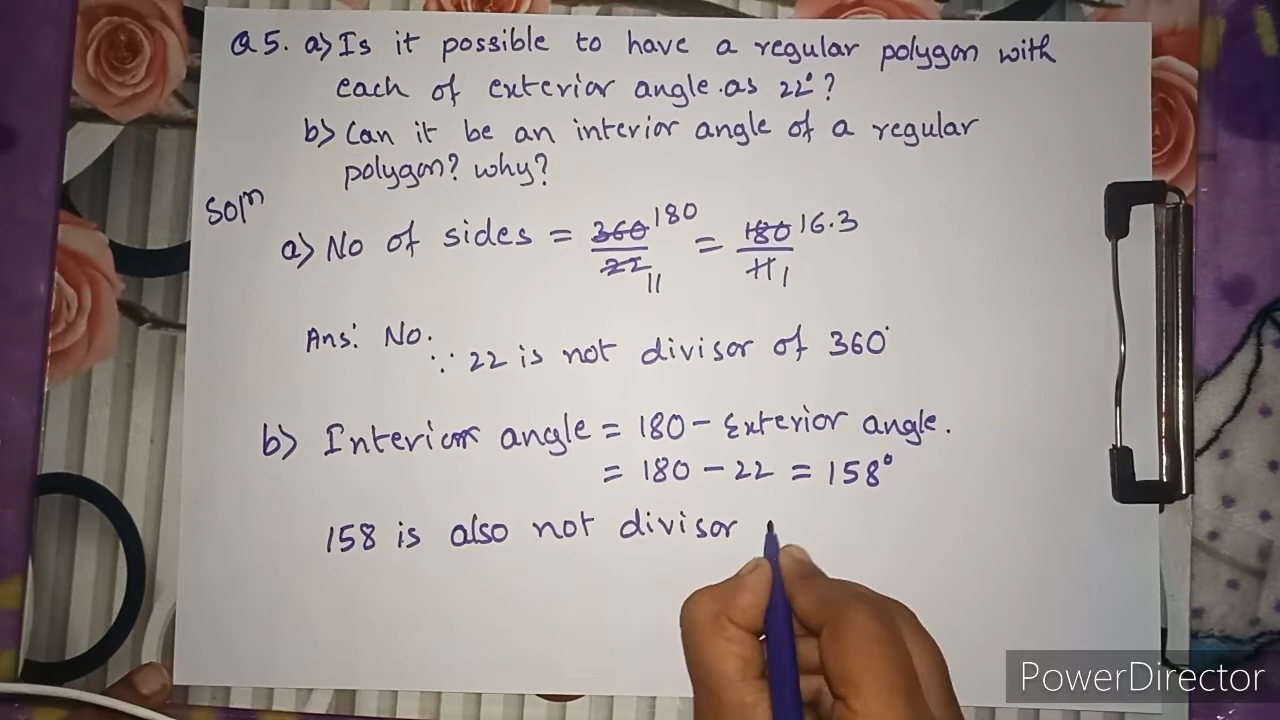 Q5. a) Is it possible to have a regular polygon with
each of exterior angle.as 22°?
b) Can it be an interior angle of a regular
polygon? why?
Soln
a) No of sides = 360/22 180/11 = 180/11 16.3/1
Ans: No. ∵ 22 is not divisor of 360°
b) Interior angle = 180 - Exterior angle.
= 180 - 22 = 158°
158 is also not divisor
PowerDirector